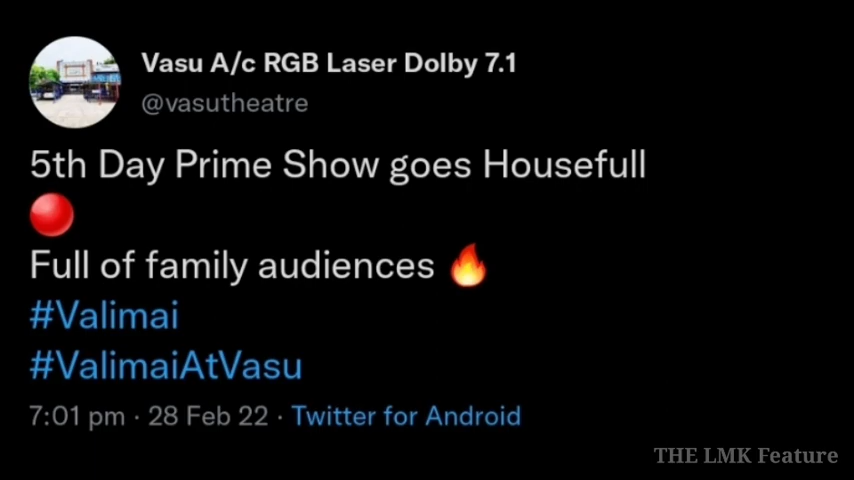 Vasu A/c RGB Laser Dolby 7.1
@vasutheatre
5th Day Prime Show goes Housefull
🔴
Full of family audiences 🔥
#Valimai
#ValimaiAtVasu
7:01 pm · 28 Feb 22 · Twitter for Android
THE LMK Feature